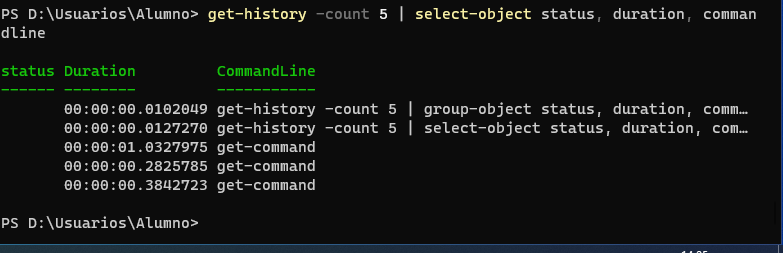 PS D:\Usuarios\Alumno> get-history -count 5 | select-object status, duration, comman
dline
status Duration CommandLine
------ -------- -----------
00:00:00.0102049 get-history -count 5 | group-object status, duration, comm…
00:00:00.0127270 get-history -count 5 | select-object status, duration, com…
00:00:01.0327975 get-command
00:00:00.2825785 get-command
00:00:00.3842723 get-command
PS D:\Usuarios\Alumno>